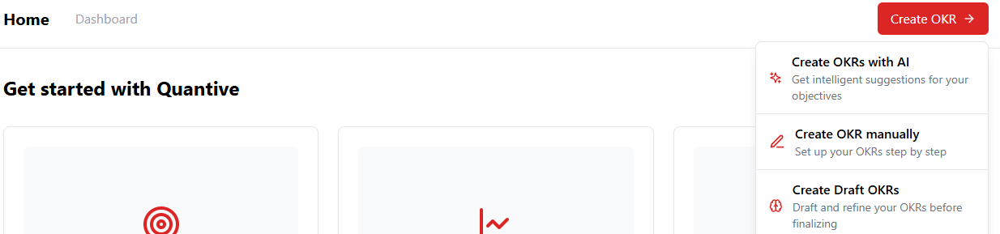 Home
Dashboard
Create OKR
Create OKRs with AI
Get intelligent suggestions for your
objectives
Get started with Quantive
Create OKR manually
Set up your OKRs step by step
Create Draft OKRs
Draft and refine your OKRs before
finalizing